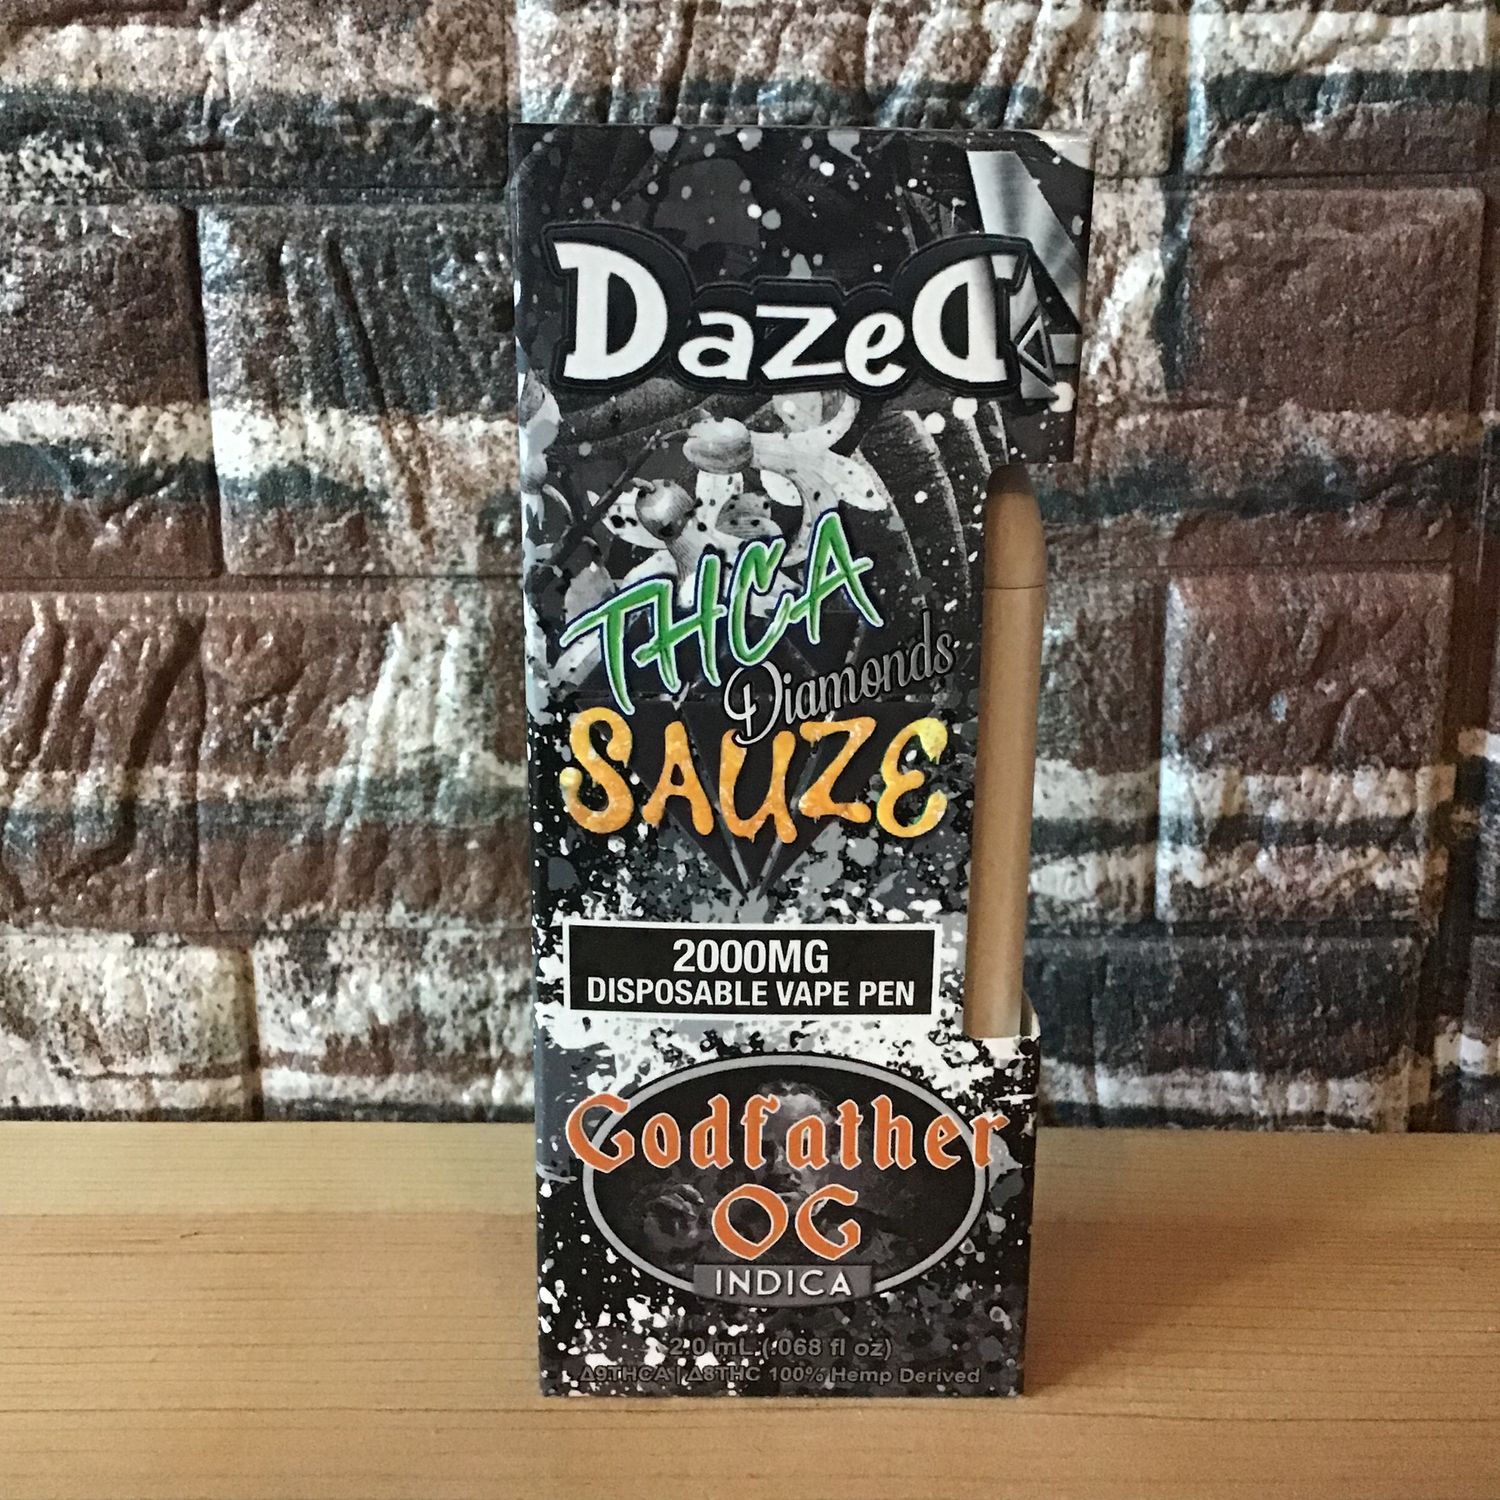 DazeD
THCA
Diamonds
SAUZE
2000MG
DISPOSABLE VAPE PEN
Godfather
OG
INDICA
2.0 mL (.068 fl oz)
Δ9THCA | Δ8THC 100% Hemp Derived